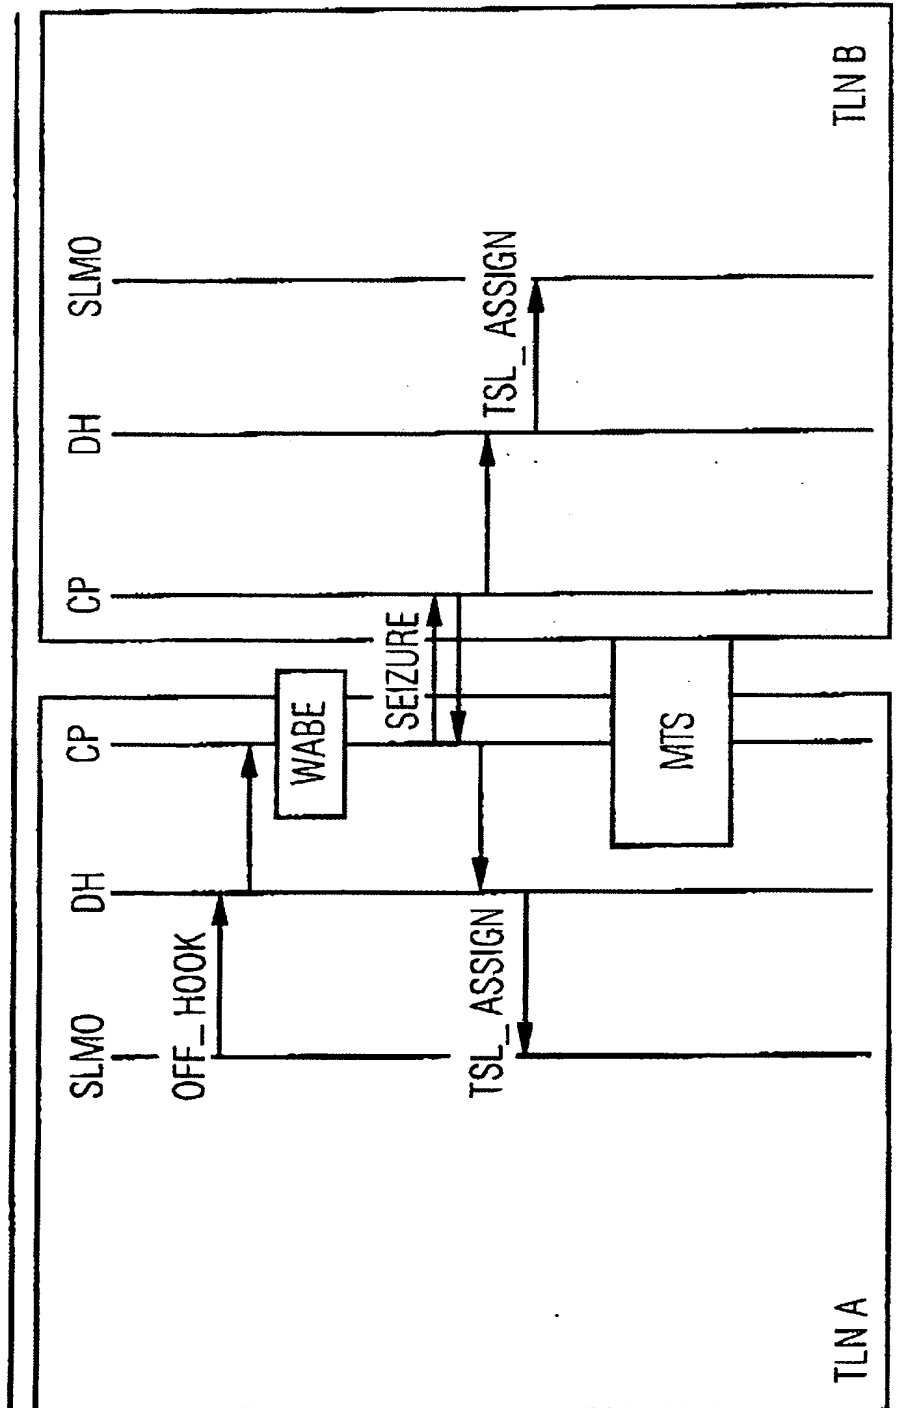 SLMO
DH
CP
CP
DH
SLMO
OFF_HOOK
WABE
SEIZURE
TSL_ASSIGN
TSL_ASSIGN
MTS
TLN A
TLN B